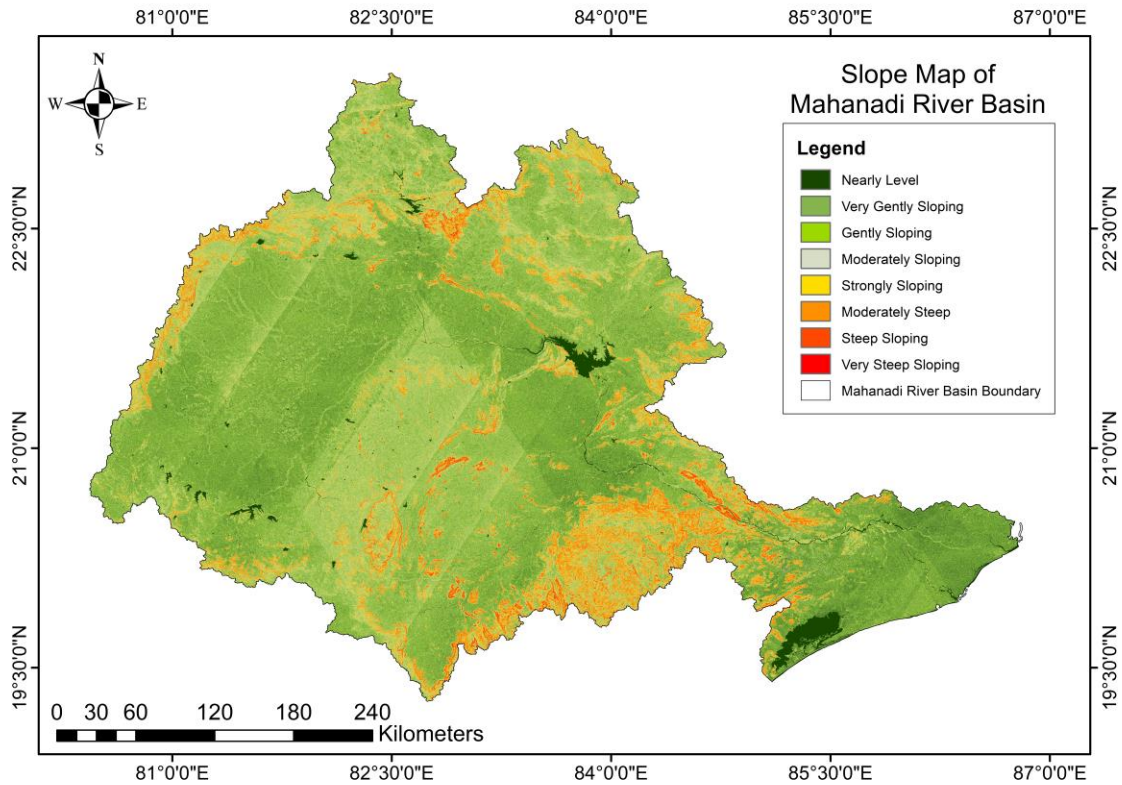 81°0'0"E 82°30'0"E 84°0'0"E 85°30'0"E 87°0'0"E
N
W E
S
Slope Map of
Mahanadi River Basin
Legend
Nearly Level
Very Gently Sloping
Gently Sloping
Moderately Sloping
Strongly Sloping
Moderately Steep
Steep Sloping
Very Steep Sloping
Mahanadi River Basin Boundary
22°30'0"N
21°0'0"N
19°30'0"N
22°30'0"N
21°0'0"N
19°30'0"N
0 30 60 120 180 240
Kilometers
81°0'0"E 82°30'0"E 84°0'0"E 85°30'0"E 87°0'0"E